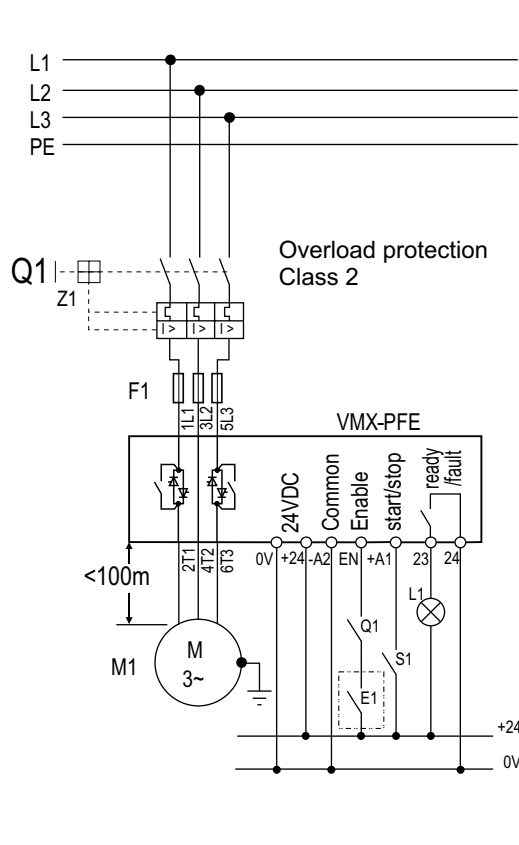 L1
L2
L3
PE
Overload protection
Class 2
Q1
Z1
I >
I >
I >
F1
1L1
3L2
5L3
VMX-PFE
24VDC
Common
Enable
start/stop
ready
/fault
0V
+24
-A2
EN
+A1
23
24
2T1
4T2
6T3
<100m
L1
Q1
S1
E1
M1
M
3~
+24
0V